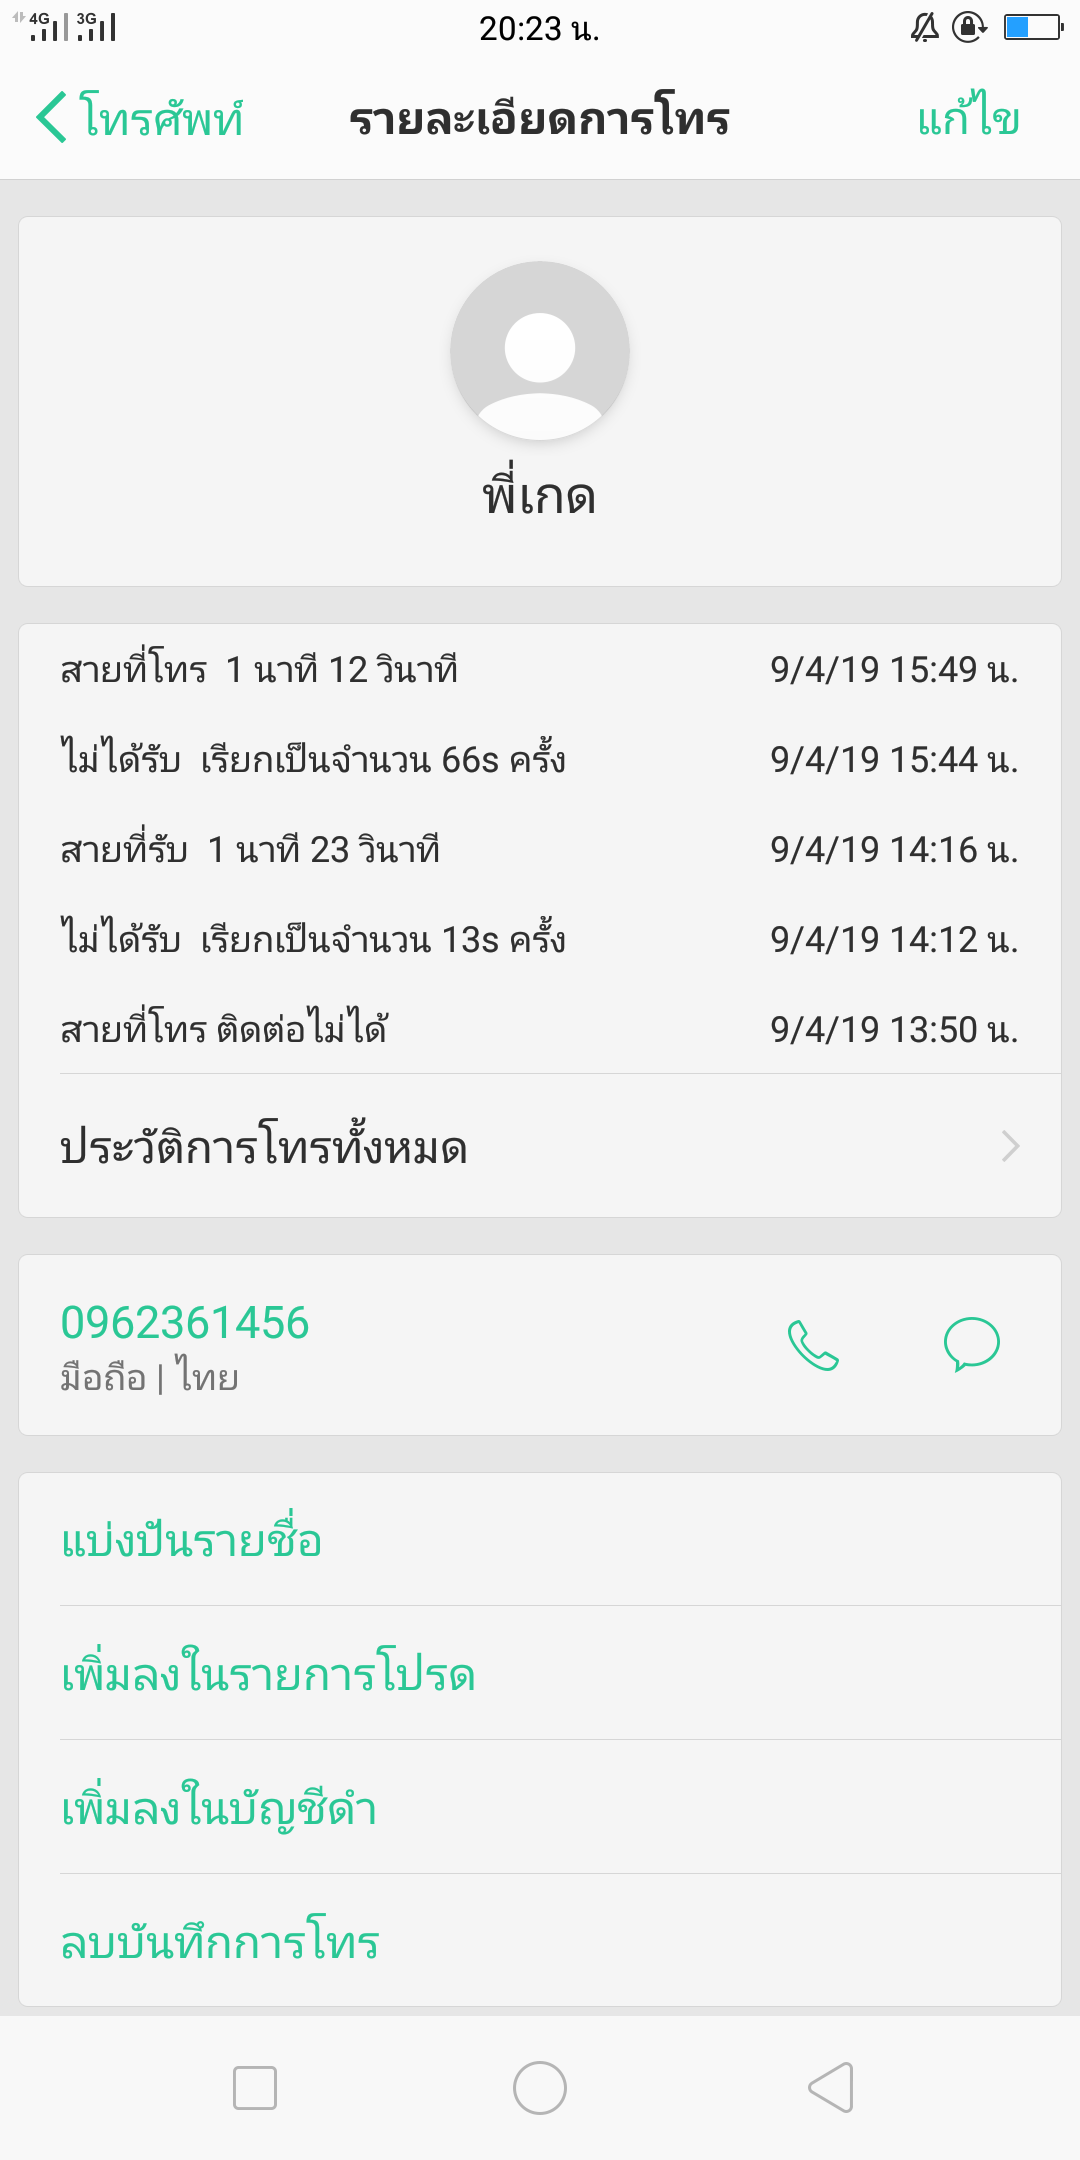 4G 3G 20:23 น.
โทรศัพท์ รายละเอียดการโทร แก้ไข
พี่เกด
สายที่โทร 1 นาที 12 วินาที 9/4/19 15:49 น.
ไม่ได้รับ เรียกเป็นจำนวน 66s ครั้ง 9/4/19 15:44 น.
สายที่รับ 1 นาที 23 วินาที 9/4/19 14:16 น.
ไม่ได้รับ เรียกเป็นจำนวน 13s ครั้ง 9/4/19 14:12 น.
สายที่โทร ติดต่อไม่ได้ 9/4/19 13:50 น.
ประวัติการโทรทั้งหมด
0962361456
มือถือ | ไทย
แบ่งปันรายชื่อ
เพิ่มลงในรายการโปรด
เพิ่มลงในบัญชีดำ
ลบบันทึกการโทร